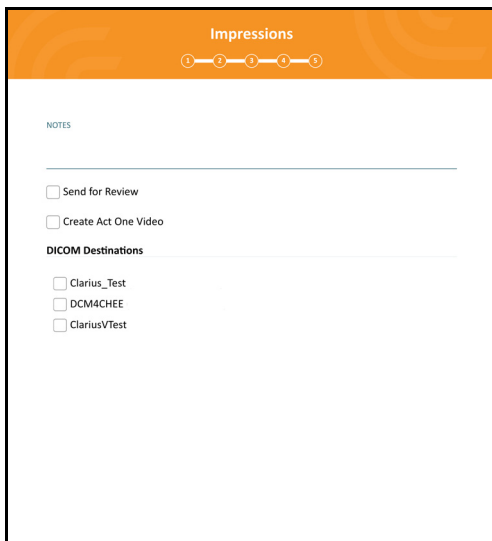 Impressions
1 2 3 4 5
NOTES
Send for Review
Create Act One Video
DICOM Destinations
Clarius_Test
DCM4CHEE
ClariusVTest